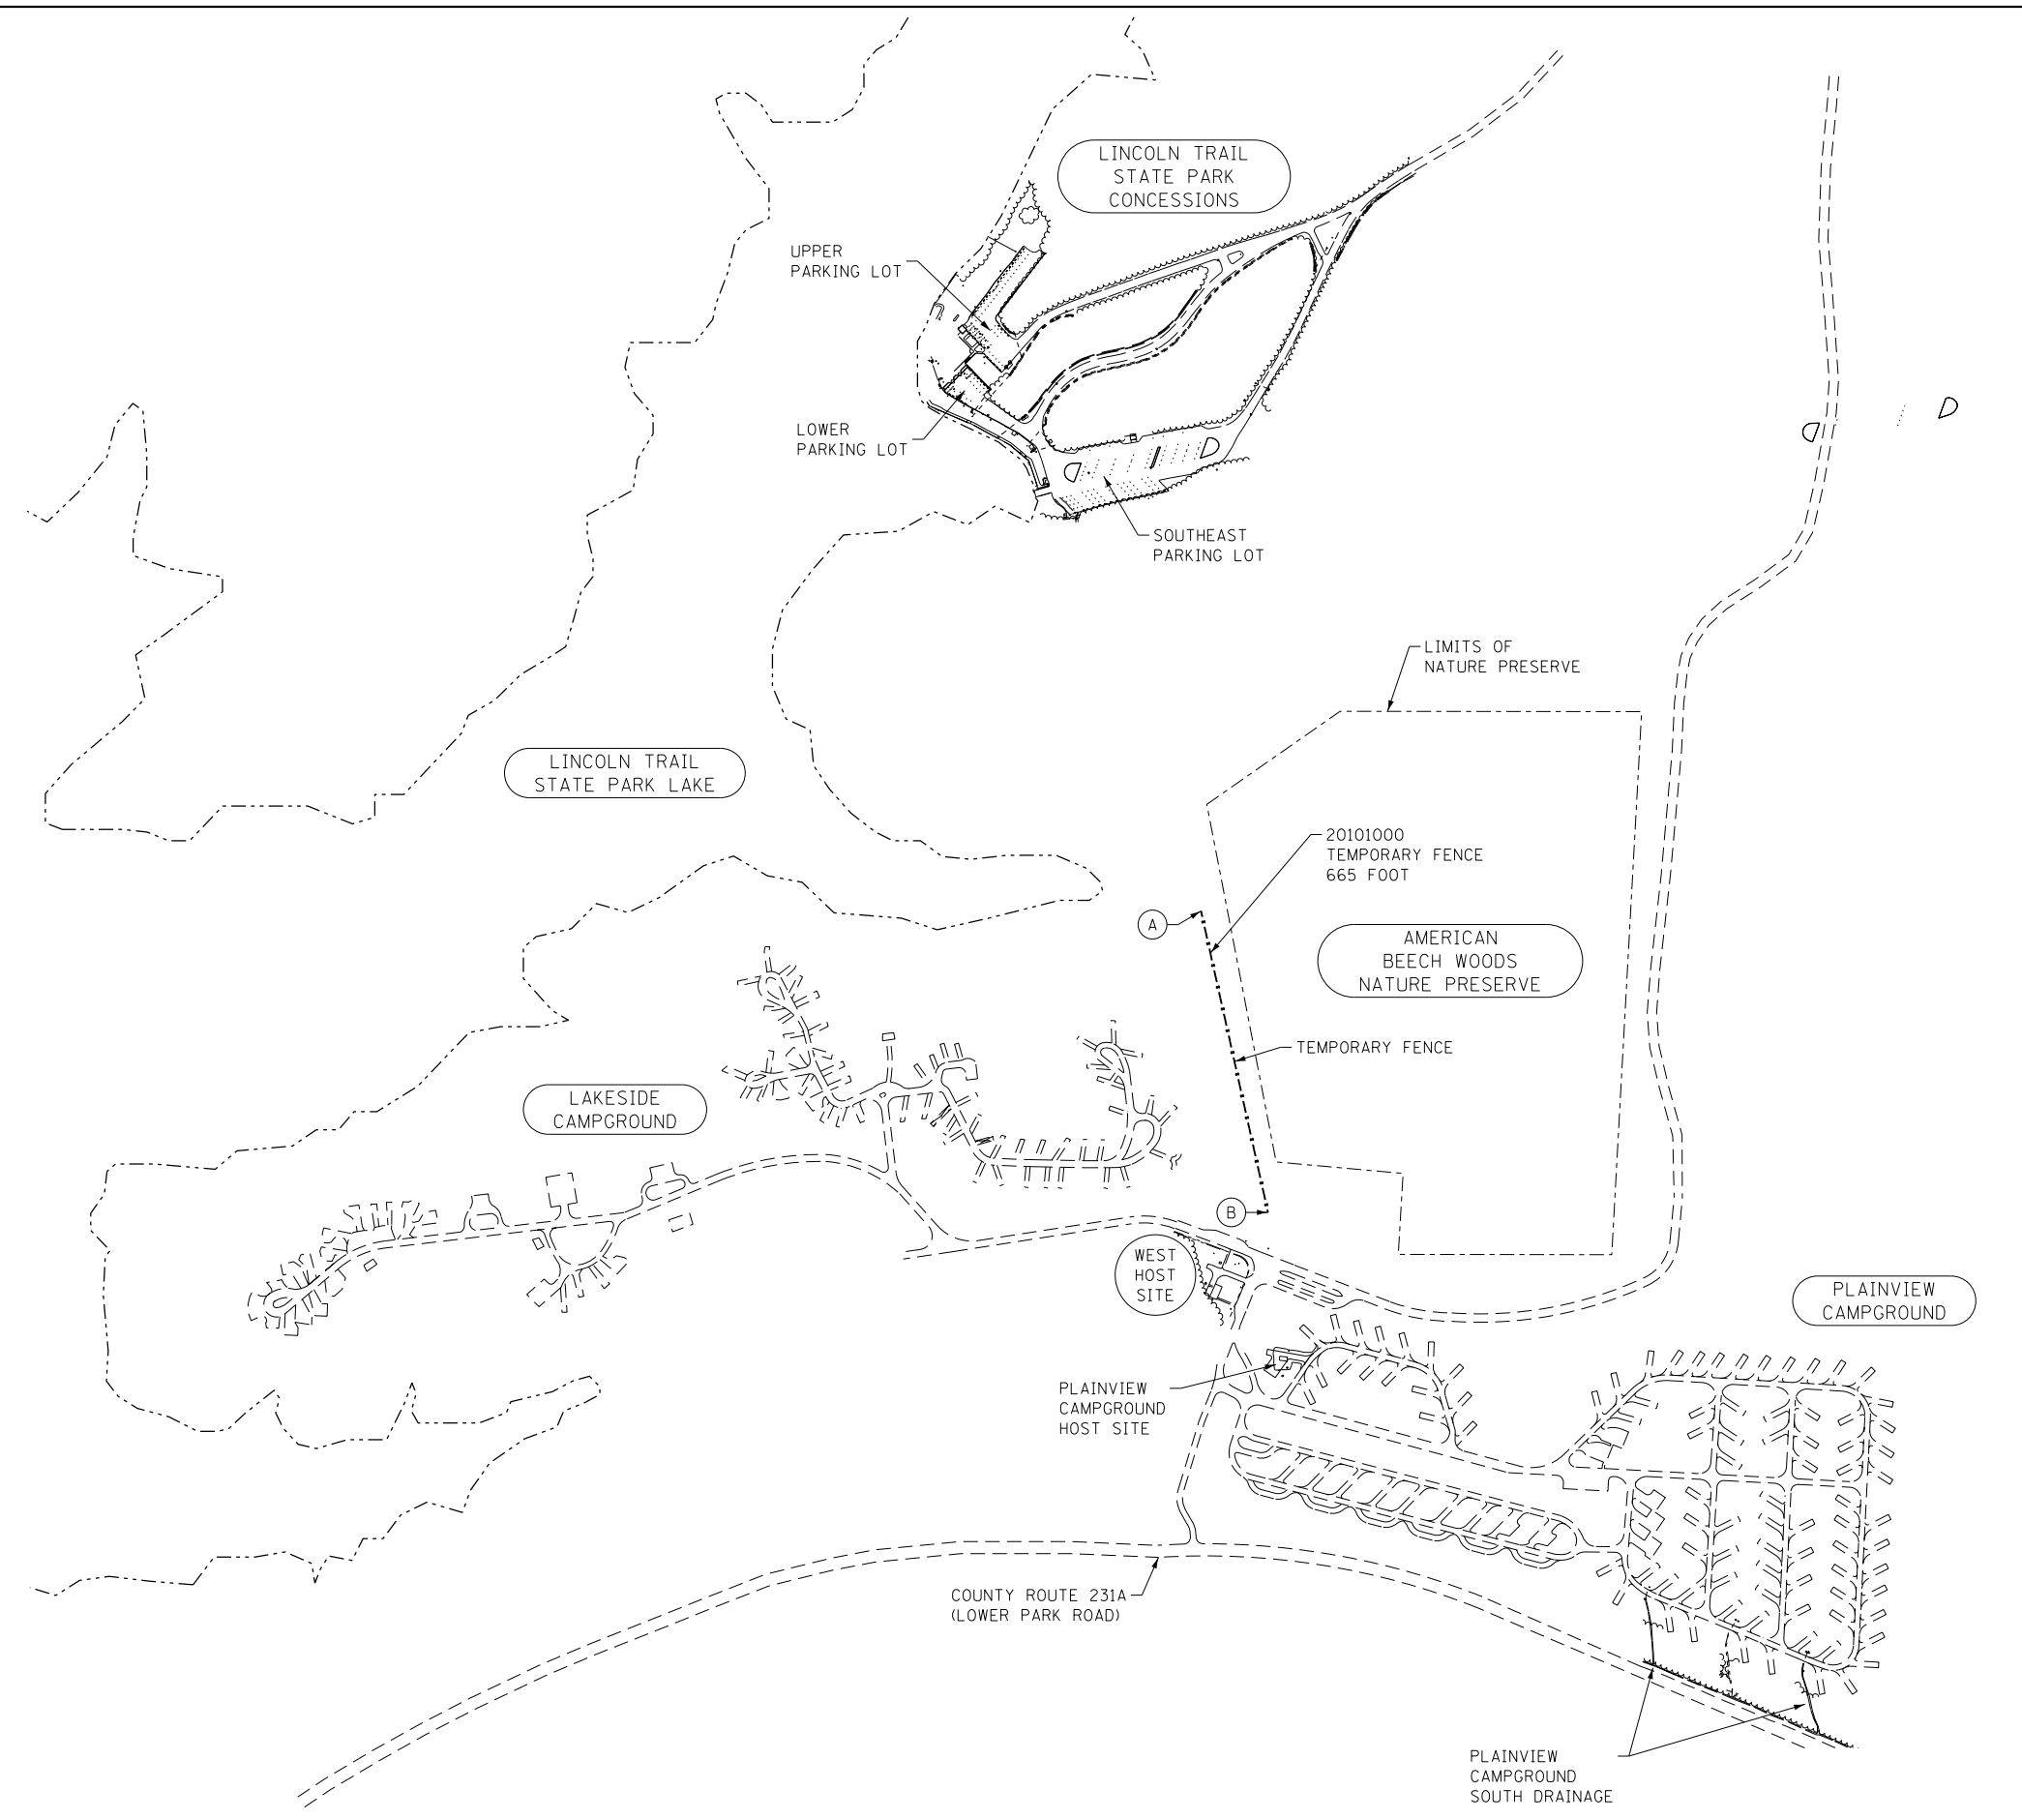 LINCOLN TRAIL
STATE PARK
CONCESSIONS
UPPER
PARKING LOT
LOWER
PARKING LOT
SOUTHEAST
PARKING LOT
LIMITS OF
NATURE PRESERVE
LINCOLN TRAIL
STATE PARK LAKE
20101000
TEMPORARY FENCE
665 FOOT
A
AMERICAN
BEECH WOODS
NATURE PRESERVE
TEMPORARY FENCE
LAKESIDE
CAMPGROUND
B
WEST
HOST
SITE
PLAINVIEW
CAMPGROUND
PLAINVIEW
CAMPGROUND
HOST SITE
COUNTY ROUTE 231A
(LOWER PARK ROAD)
PLAINVIEW
CAMPGROUND
SOUTH DRAINAGE